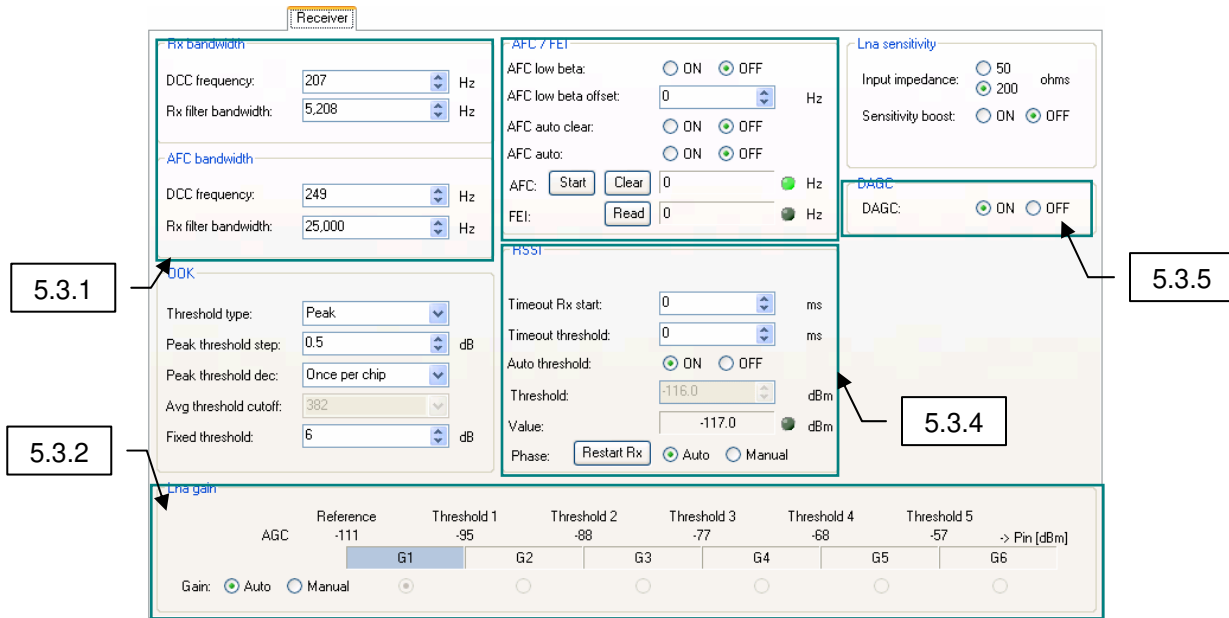 Receiver
Rx bandwidth
DCC frequency: 207 Hz
Rx filter bandwidth: 5,208 Hz
AFC bandwidth
DCC frequency: 249 Hz
Rx filter bandwidth: 25,000 Hz
5.3.1
OOK
Threshold type: Peak
Peak threshold step: 0.5 dB
Peak threshold dec: Once per chip
Avg threshold cutoff: 382
Fixed threshold: 6 dB
5.3.2
AFC / FEI
AFC low beta: ON OFF
AFC low beta offset: 0 Hz
AFC auto clear: ON OFF
AFC auto: ON OFF
AFC: Start Clear 0 Hz
FEI: Read 0 Hz
RSSI
Timeout Rx start: 0 ms
Timeout threshold: 0 ms
Auto threshold: ON OFF
Threshold: -116.0 dBm
Value: -117.0 dBm
Phase: Restart Rx Auto Manual
5.3.4
Lna sensitivity
Input impedance: 50 200 ohms
Sensitivity boost: ON OFF
DAGC
DAGC: ON OFF
5.3.5
Lna gain
Reference Threshold 1 Threshold 2 Threshold 3 Threshold 4 Threshold 5
AGC -111 -95 -88 -77 -68 -57 -> Pin [dBm]
G1 G2 G3 G4 G5 G6
Gain: Auto Manual